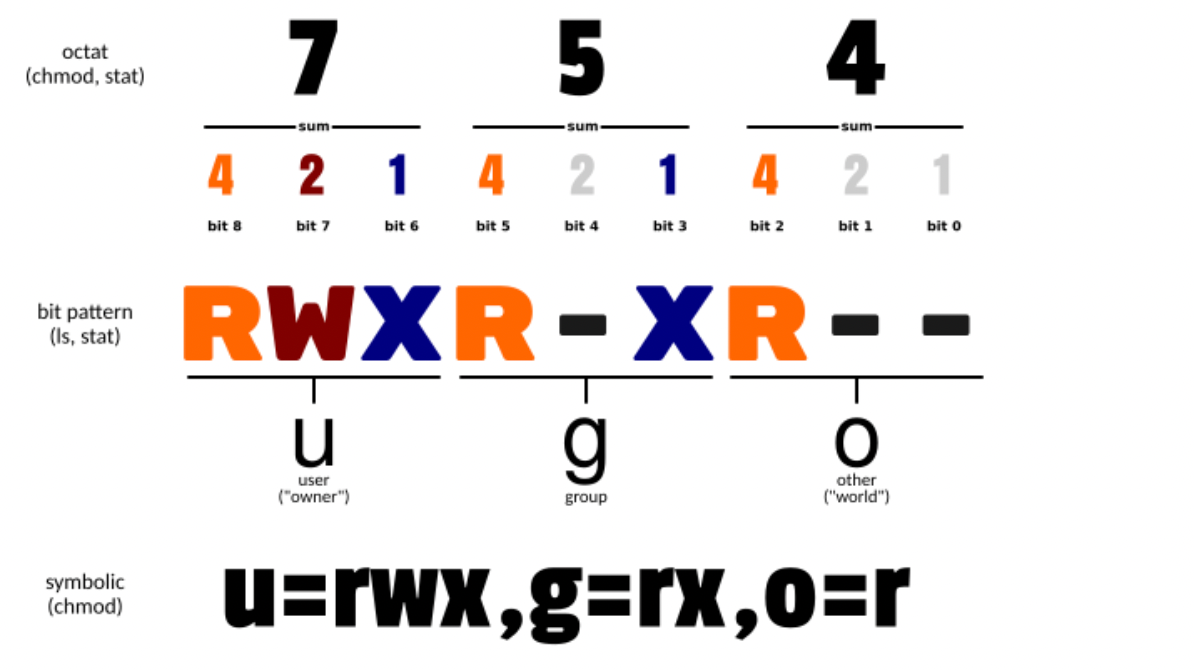 octat
(chmod, stat)
7 5 4
sum sum sum
4 2 1 4 2 1 4 2 1
bit 8 bit 7 bit 6 bit 5 bit 4 bit 3 bit 2 bit 1 bit 0
bit pattern
(ls, stat)
RWXR-XR--
u g o
user group other
("owner") ("world")
symbolic
(chmod)
u=rwx,g=rx,o=r